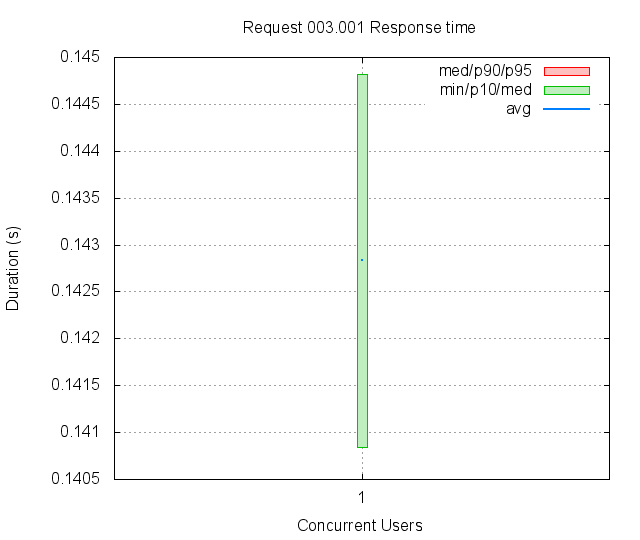 Request 003.001 Response time
0.145
0.1445
0.144
0.1435
0.143
0.1425
0.142
0.1415
0.141
0.1405
Duration (s)
med/p90/p95
min/p10/med
avg
1
Concurrent Users